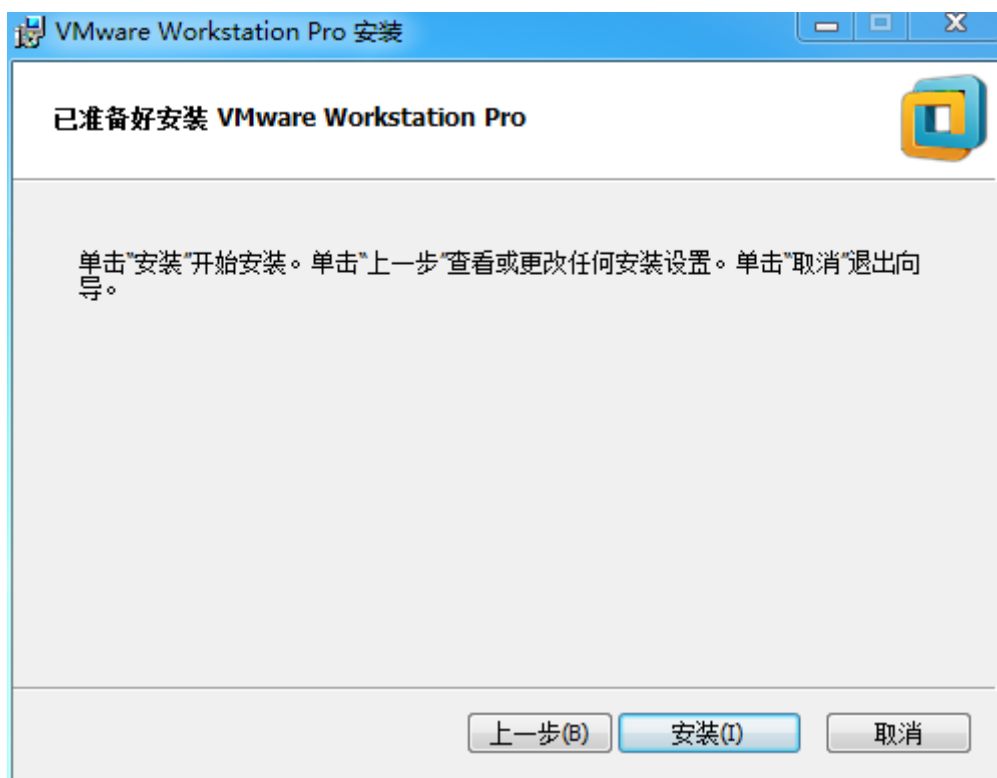 VMware Workstation Pro 安装
已准备好安装 VMware Workstation Pro
单击"安装"开始安装。单击"上一步"查看或更改任何安装设置。单击"取消"退出向
导。
上一步(B) 安装(I) 取消